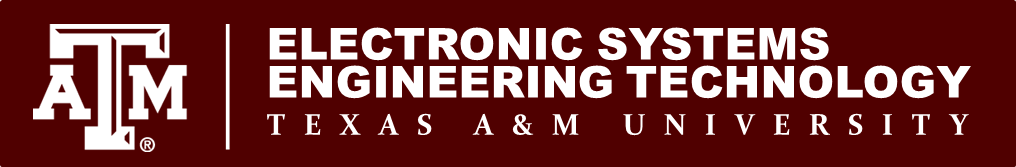 ATM®
ELECTRONIC SYSTEMS
ENGINEERING TECHNOLOGY
TEXAS A&M UNIVERSITY